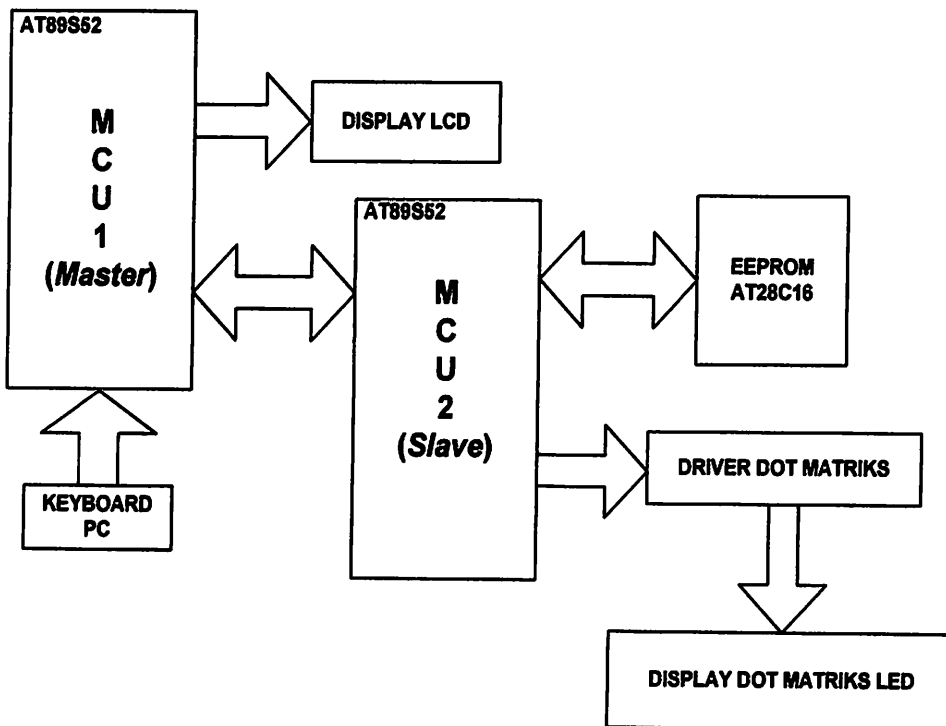 AT89S52
M
C
U
1
(Master)
DISPLAY LCD
AT89S52
M
C
U
2
(Slave)
EEPROM
AT28C16
KEYBOARD
PC
DRIVER DOT MATRIKS
DISPLAY DOT MATRIKS LED